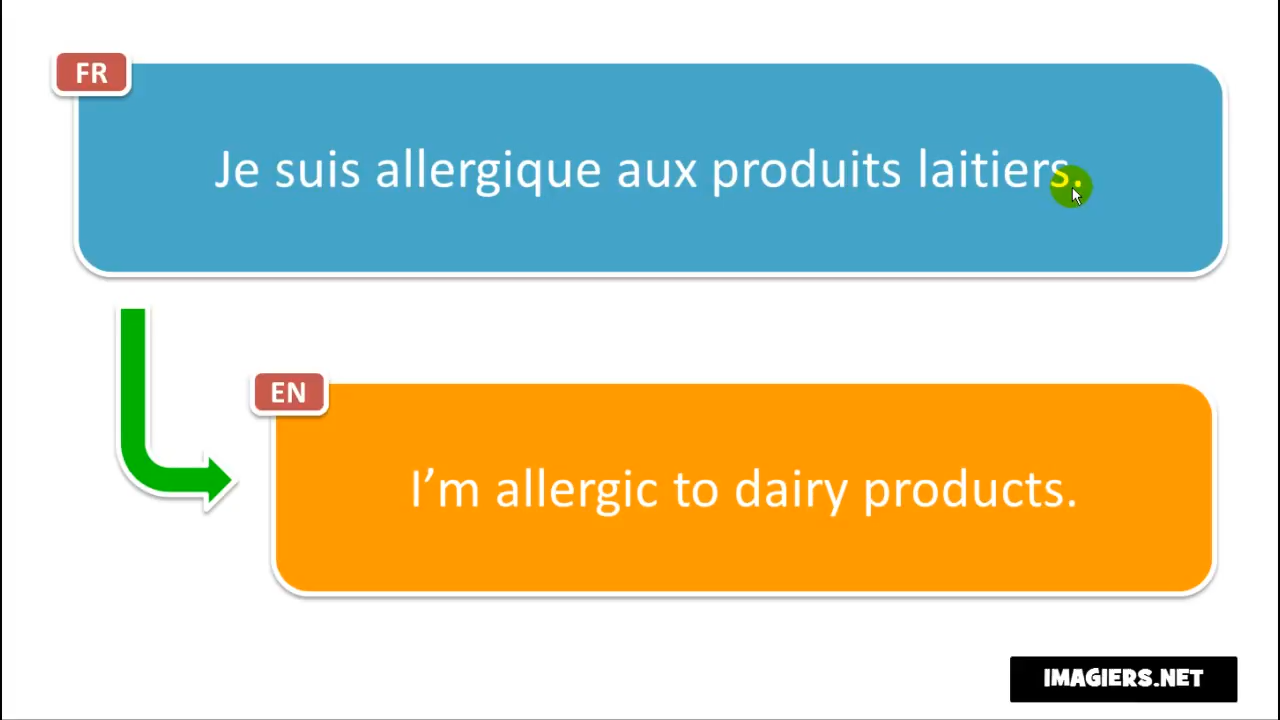 FR
Je suis allergique aux produits laitiers.
EN
I’m allergic to dairy products.
IMAGIERS.NET